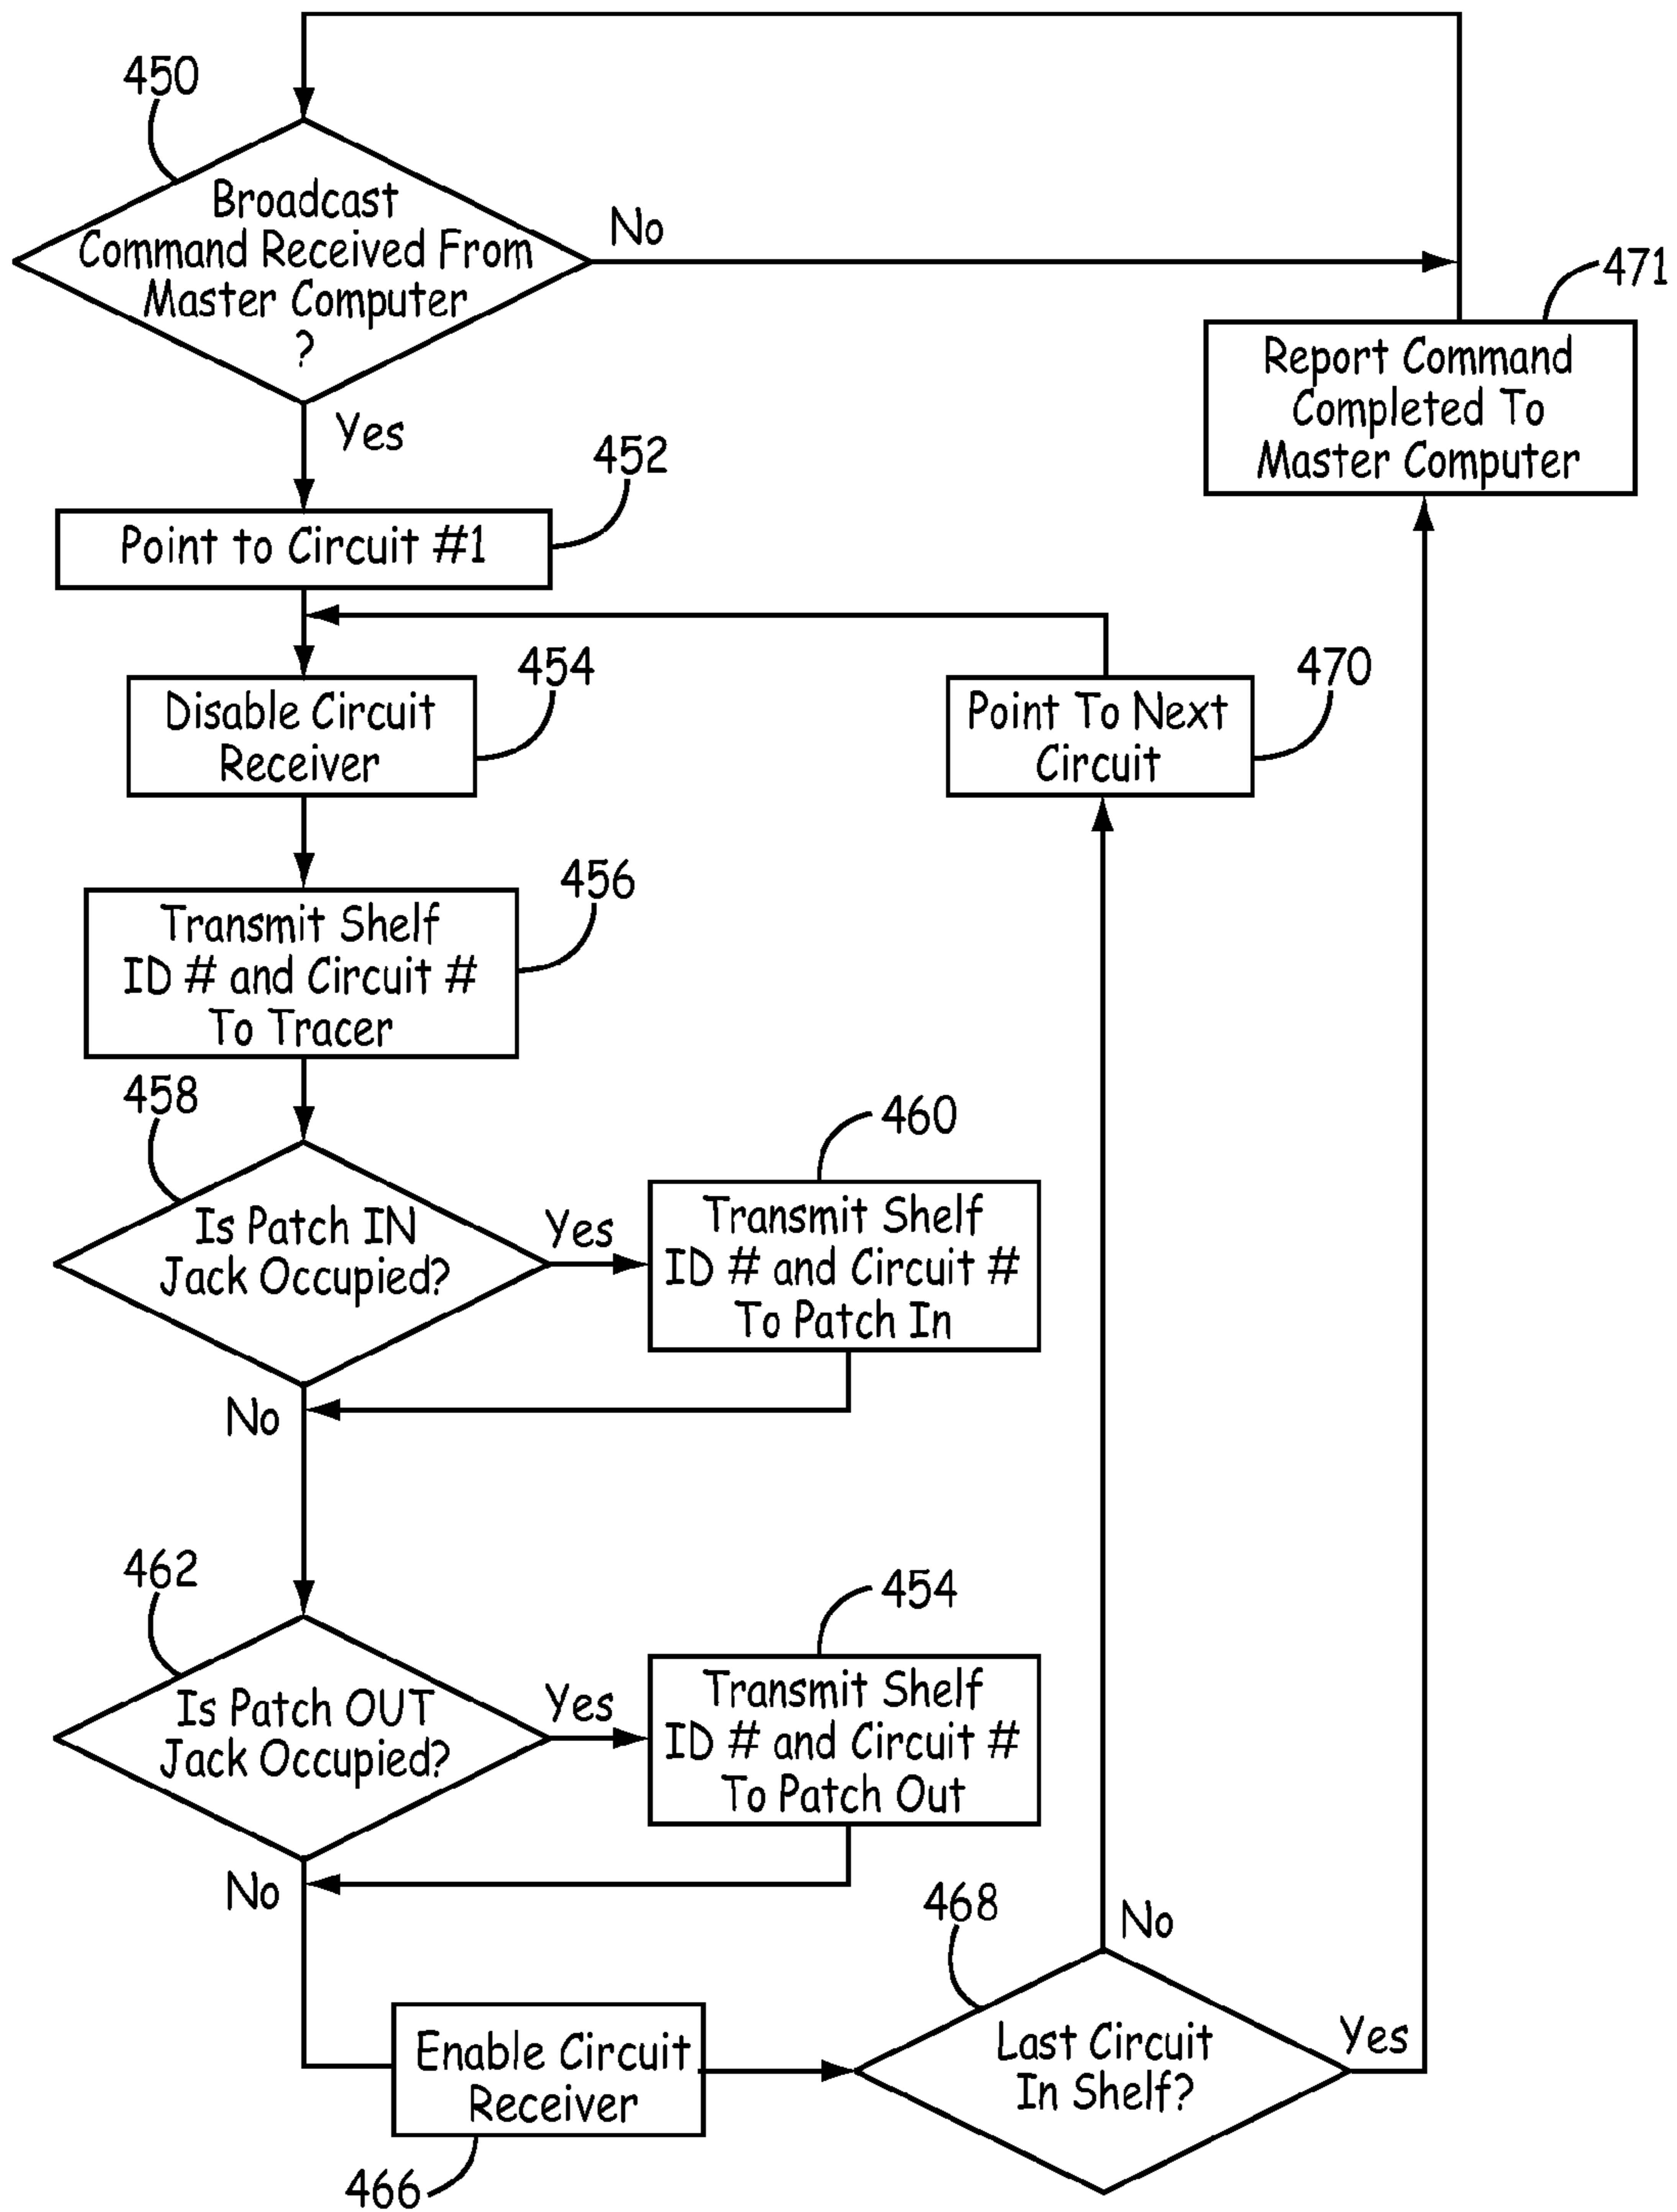 450
Broadcast
Command Received From
Master Computer
?
No
Yes
471
Report Command
Completed To
Master Computer
452
Point to Circuit #1
454
Disable Circuit
Receiver
470
Point To Next
Circuit
456
Transmit Shelf
ID # and Circuit #
To Tracer
458
Is Patch IN
Jack Occupied?
Yes
No
460
Transmit Shelf
ID # and Circuit #
To Patch In
462
Is Patch OUT
Jack Occupied?
Yes
No
454
Transmit Shelf
ID # and Circuit #
To Patch Out
Enable Circuit
Receiver
466
468
Last Circuit
In Shelf?
No
Yes